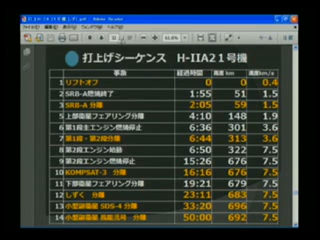 打上げシーケンス H-IIA21号機
事象 経過時間 高度 km 速度km/s
1 リフトオフ 0 0 0.4
2 SRB-A燃焼終了 1:55 51 1.5
3 SRB-A 分離 2:05 59 1.5
4 上部衛星フェアリング分離 4:10 148 1.9
5 第1段主エンジン燃焼停止 6:36 301 3.6
6 第1段・第2段分離 6:44 313 3.6
7 第2段エンジン始動 6:50 322 7.5
8 第2段エンジン燃焼停止 15:26 676 7.5
9 KOMPSAT-3 分離 16:16 676 7.5
10 下部衛星フェアリング分離 19:21 679 7.5
11 しずく 分離 23:11 683 7.5
12 小型副衛星 SDS-4 分離 33:20 696 7.5
13 小型副衛星 鳳龍弐号 分離 50:00 692 7.5
14